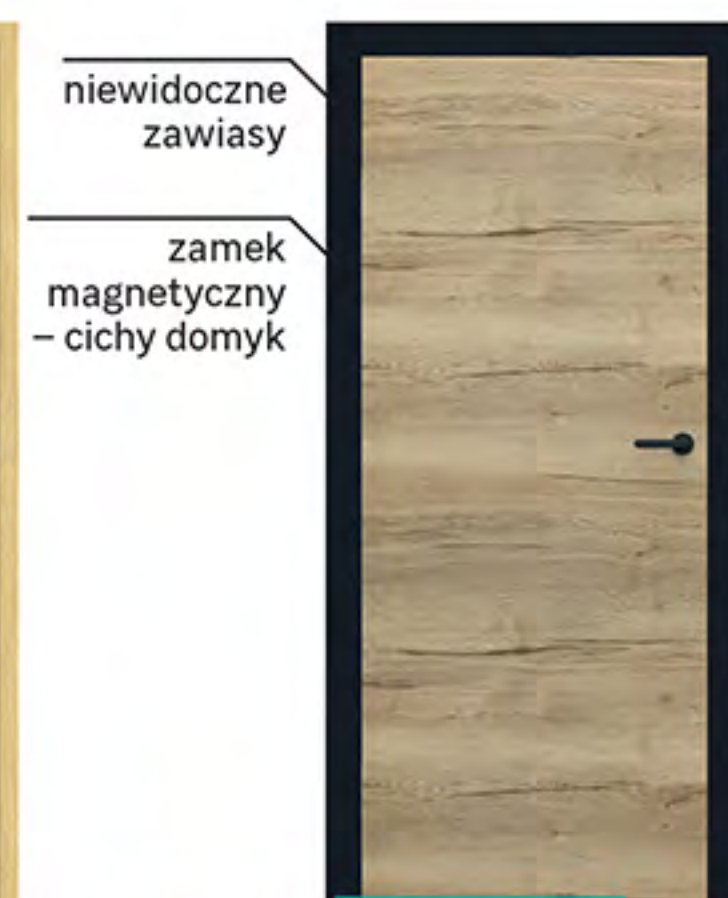 niewidoczne
zawiasy
zamek
magnetyczny
– cichy domyk